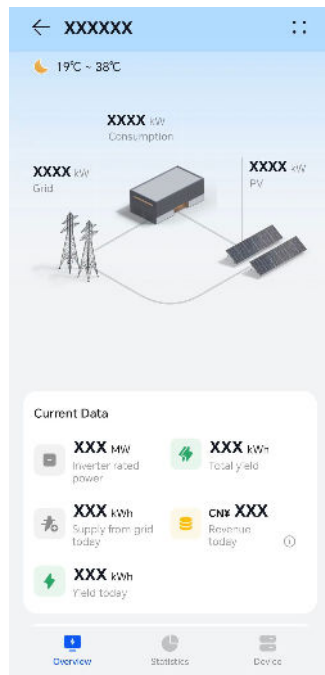 XXXXXX
19℃ ~ 38℃
XXXX kW
Consumption
XXXX kW
Grid
XXXX kW
PV
Current Data
XXX MW
Inverter rated
power
XXX kWh
Total yield
XXX kWh
Supply from grid
today
CN¥ XXX
Revenue
today
XXX kWh
Yield today
Overview
Statistics
Device